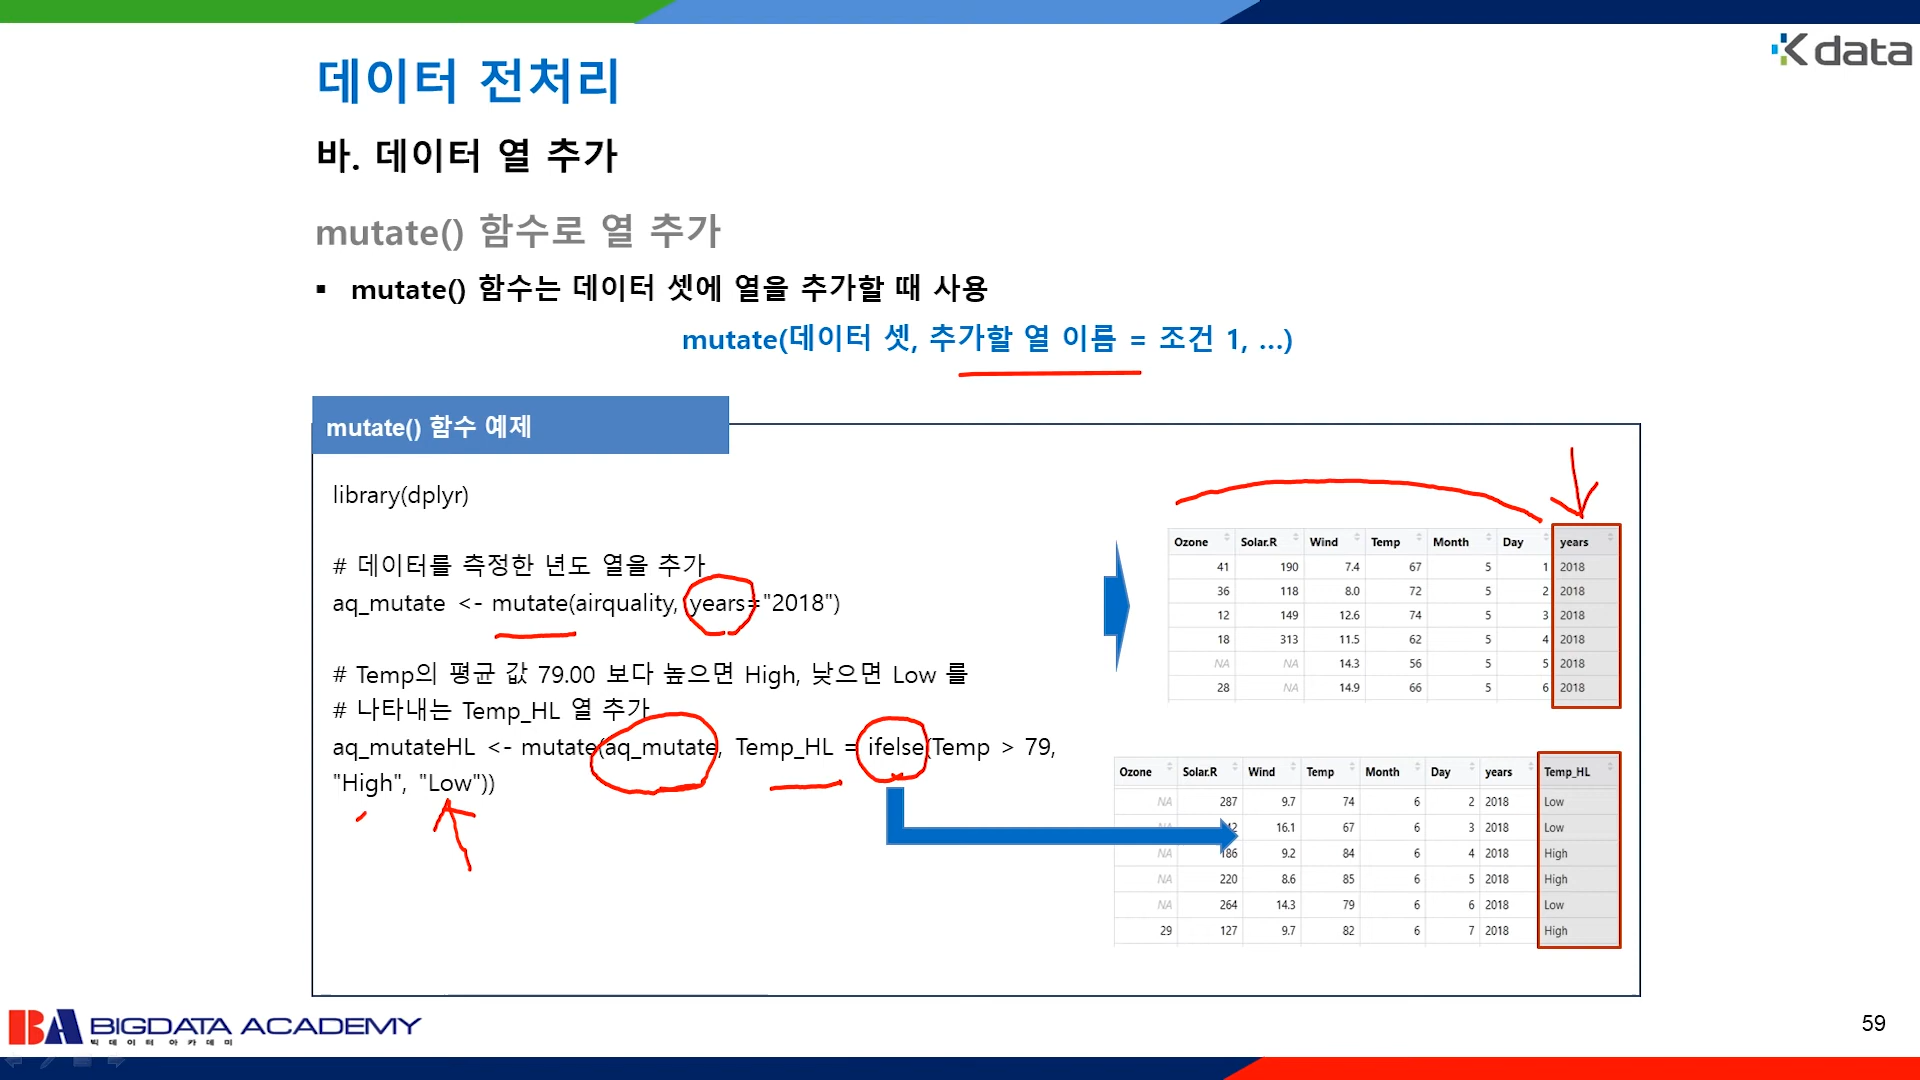 K data
데이터 전처리
바. 데이터 열 추가
mutate() 함수로 열 추가
▪ mutate() 함수는 데이터 셋에 열을 추가할 때 사용
mutate(데이터 셋, 추가할 열 이름 = 조건 1, ...)
mutate() 함수 예제
library(dplyr)
# 데이터를 측정한 년도 열을 추가
aq_mutate <- mutate(airquality, years="2018")
# Temp의 평균 값 79.00 보다 높으면 High, 낮으면 Low 를
# 나타내는 Temp_HL 열 추가
aq_mutateHL <- mutate(aq_mutate, Temp_HL = ifelse(Temp > 79,
"High", "Low"))
Ozone Solar.R Wind Temp Month Day years
41 190 7.4 67 5 1 2018
36 118 8.0 72 5 2 2018
12 149 12.6 74 5 3 2018
18 313 11.5 62 5 4 2018
NA NA 14.3 56 5 5 2018
28 NA 14.9 66 5 6 2018
Ozone Solar.R Wind Temp Month Day years Temp_HL
NA 287 9.7 74 6 2 2018 Low
16.1 67 6 3 2018 Low
NA 186 9.2 84 6 4 2018 High
NA 220 8.6 85 6 5 2018 High
NA 264 14.3 79 6 6 2018 Low
29 127 9.7 82 6 7 2018 High
BA BIGDATA ACADEMY
빅데이터 아카데미
59